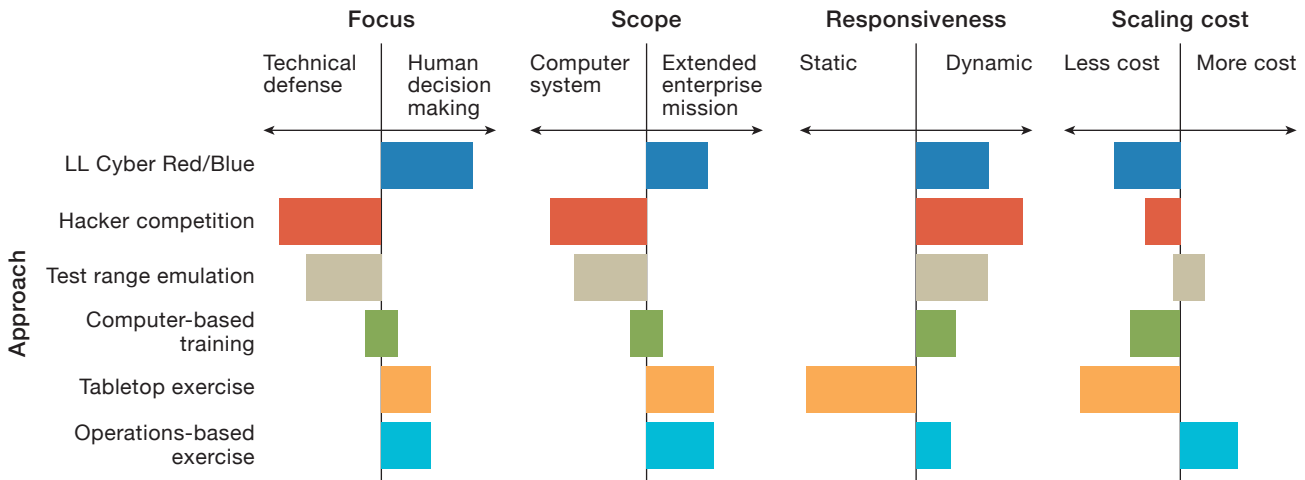 Focus
Scope
Responsiveness
Scaling cost
Technical
defense
Human
decision
making
Computer
system
Extended
enterprise
mission
Static
Dynamic
Less cost
More cost
Approach
LL Cyber Red/Blue
Hacker competition
Test range emulation
Computer-based
training
Tabletop exercise
Operations-based
exercise